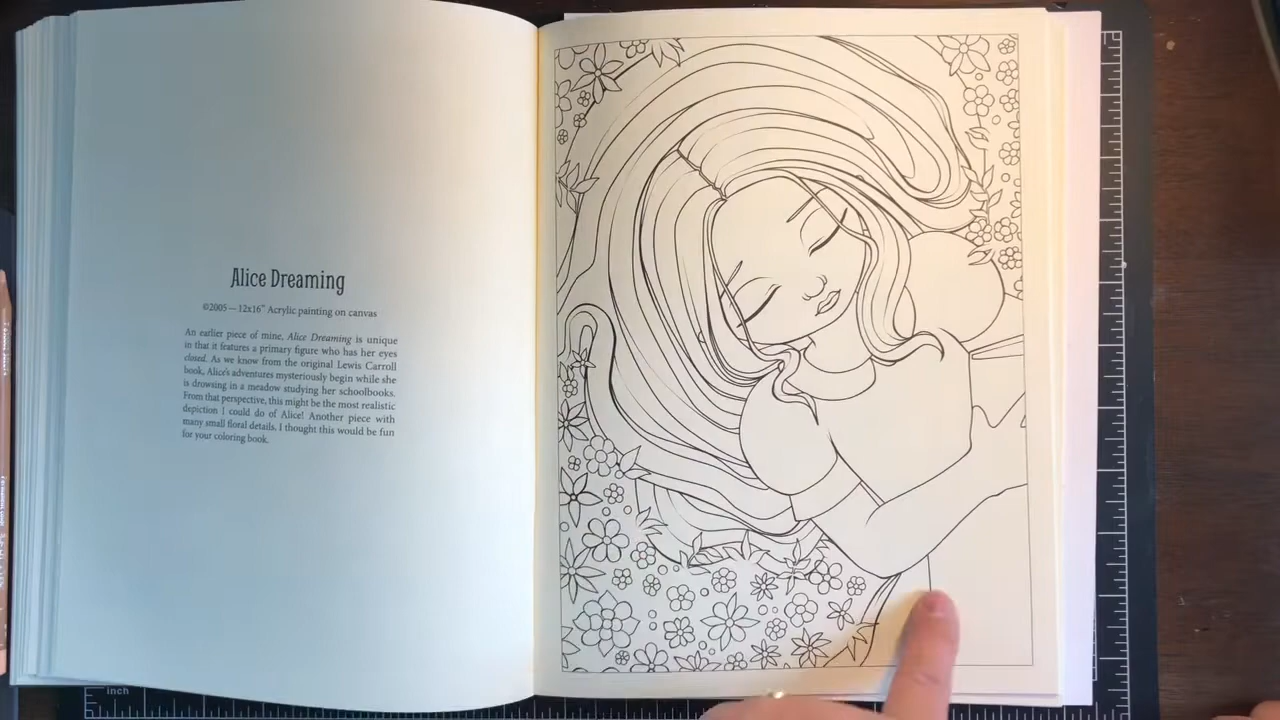 Alice Dreaming
©2005 — 12x16" Acrylic painting on canvas
An earlier piece of mine, Alice Dreaming is unique
in that it features a primary figure who has her eyes
closed. As we know from the original Lewis Carroll
book, Alice's adventures mysteriously begin while she
is drowsing in a meadow studying her schoolbooks.
From that perspective, this might be the most realistic
depiction I could do of Alice! Another piece with
many small floral details, I thought this would be fun
for your coloring book.
inch